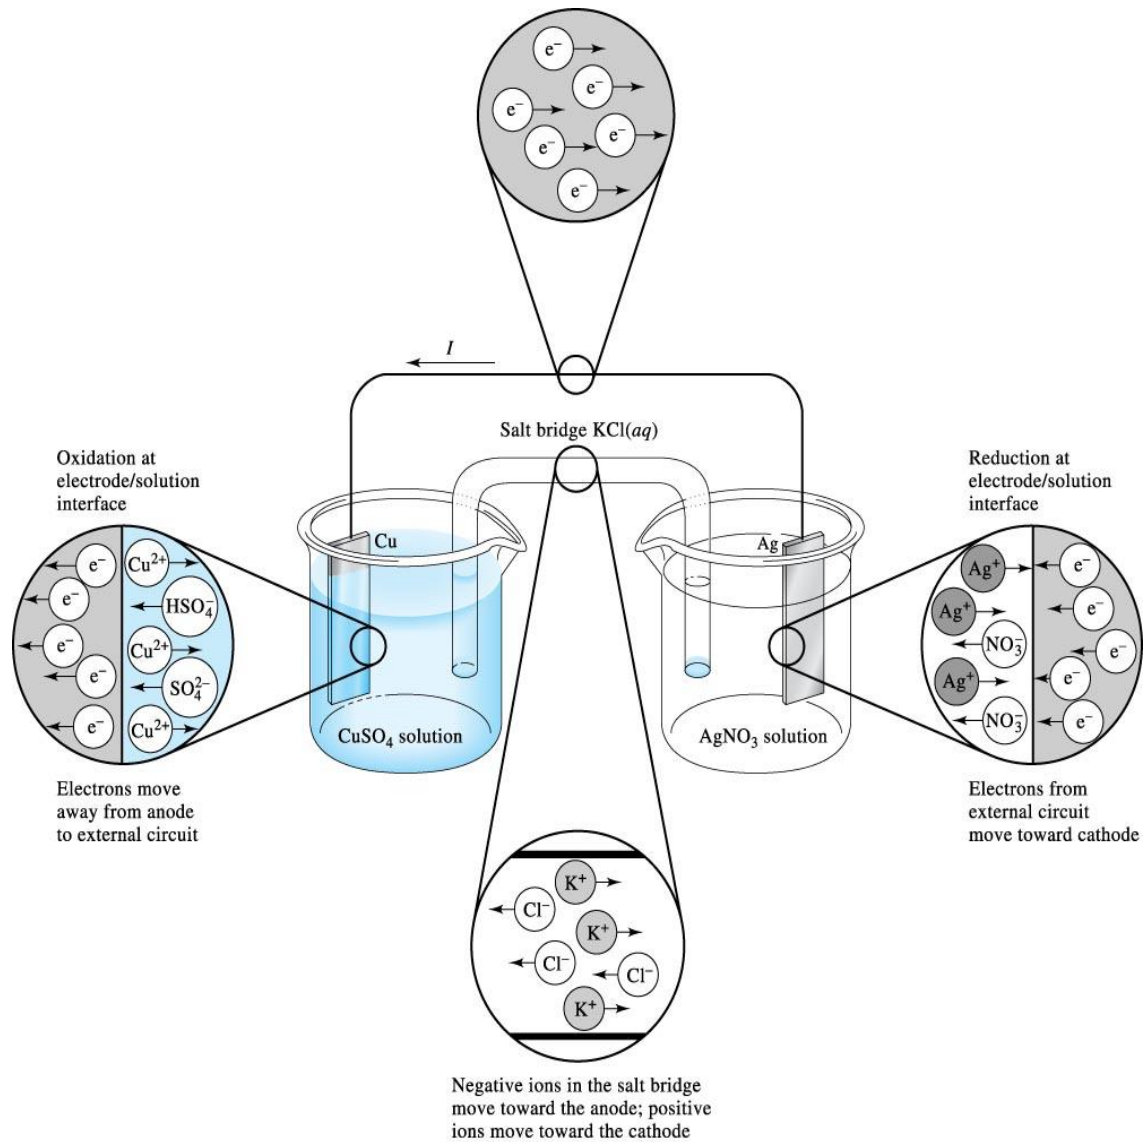 e⁻
e⁻
e⁻
e⁻
e⁻
e⁻
I
Salt bridge KCl(aq)
Oxidation at
electrode/solution
interface
Reduction at
electrode/solution
interface
Cu
Ag
e⁻
e⁻
e⁻
e⁻
e⁻
Cu²⁺
HSO₄⁻
Cu²⁺
SO₄²⁻
Cu²⁺
Ag⁺
Ag⁺
NO₃⁻
Ag⁺
NO₃⁻
e⁻
e⁻
e⁻
e⁻
e⁻
CuSO₄ solution
AgNO₃ solution
Electrons move
away from anode
to external circuit
Electrons from
external circuit
move toward cathode
K⁺
Cl⁻
K⁺
Cl⁻
Cl⁻
K⁺
Negative ions in the salt bridge
move toward the anode; positive
ions move toward the cathode